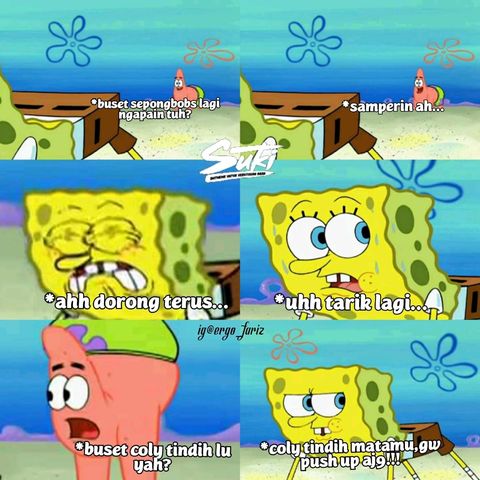 *buset sepongbobs lagi
ngapain tuh?
*samperin ah...
Suki
*ahh dorong terus...
*uhh tarik lagi...
ig@ergo_fariz
*buset coly tindih lu
yah?
*coly tindih matamu,gw
push up ajg!!!